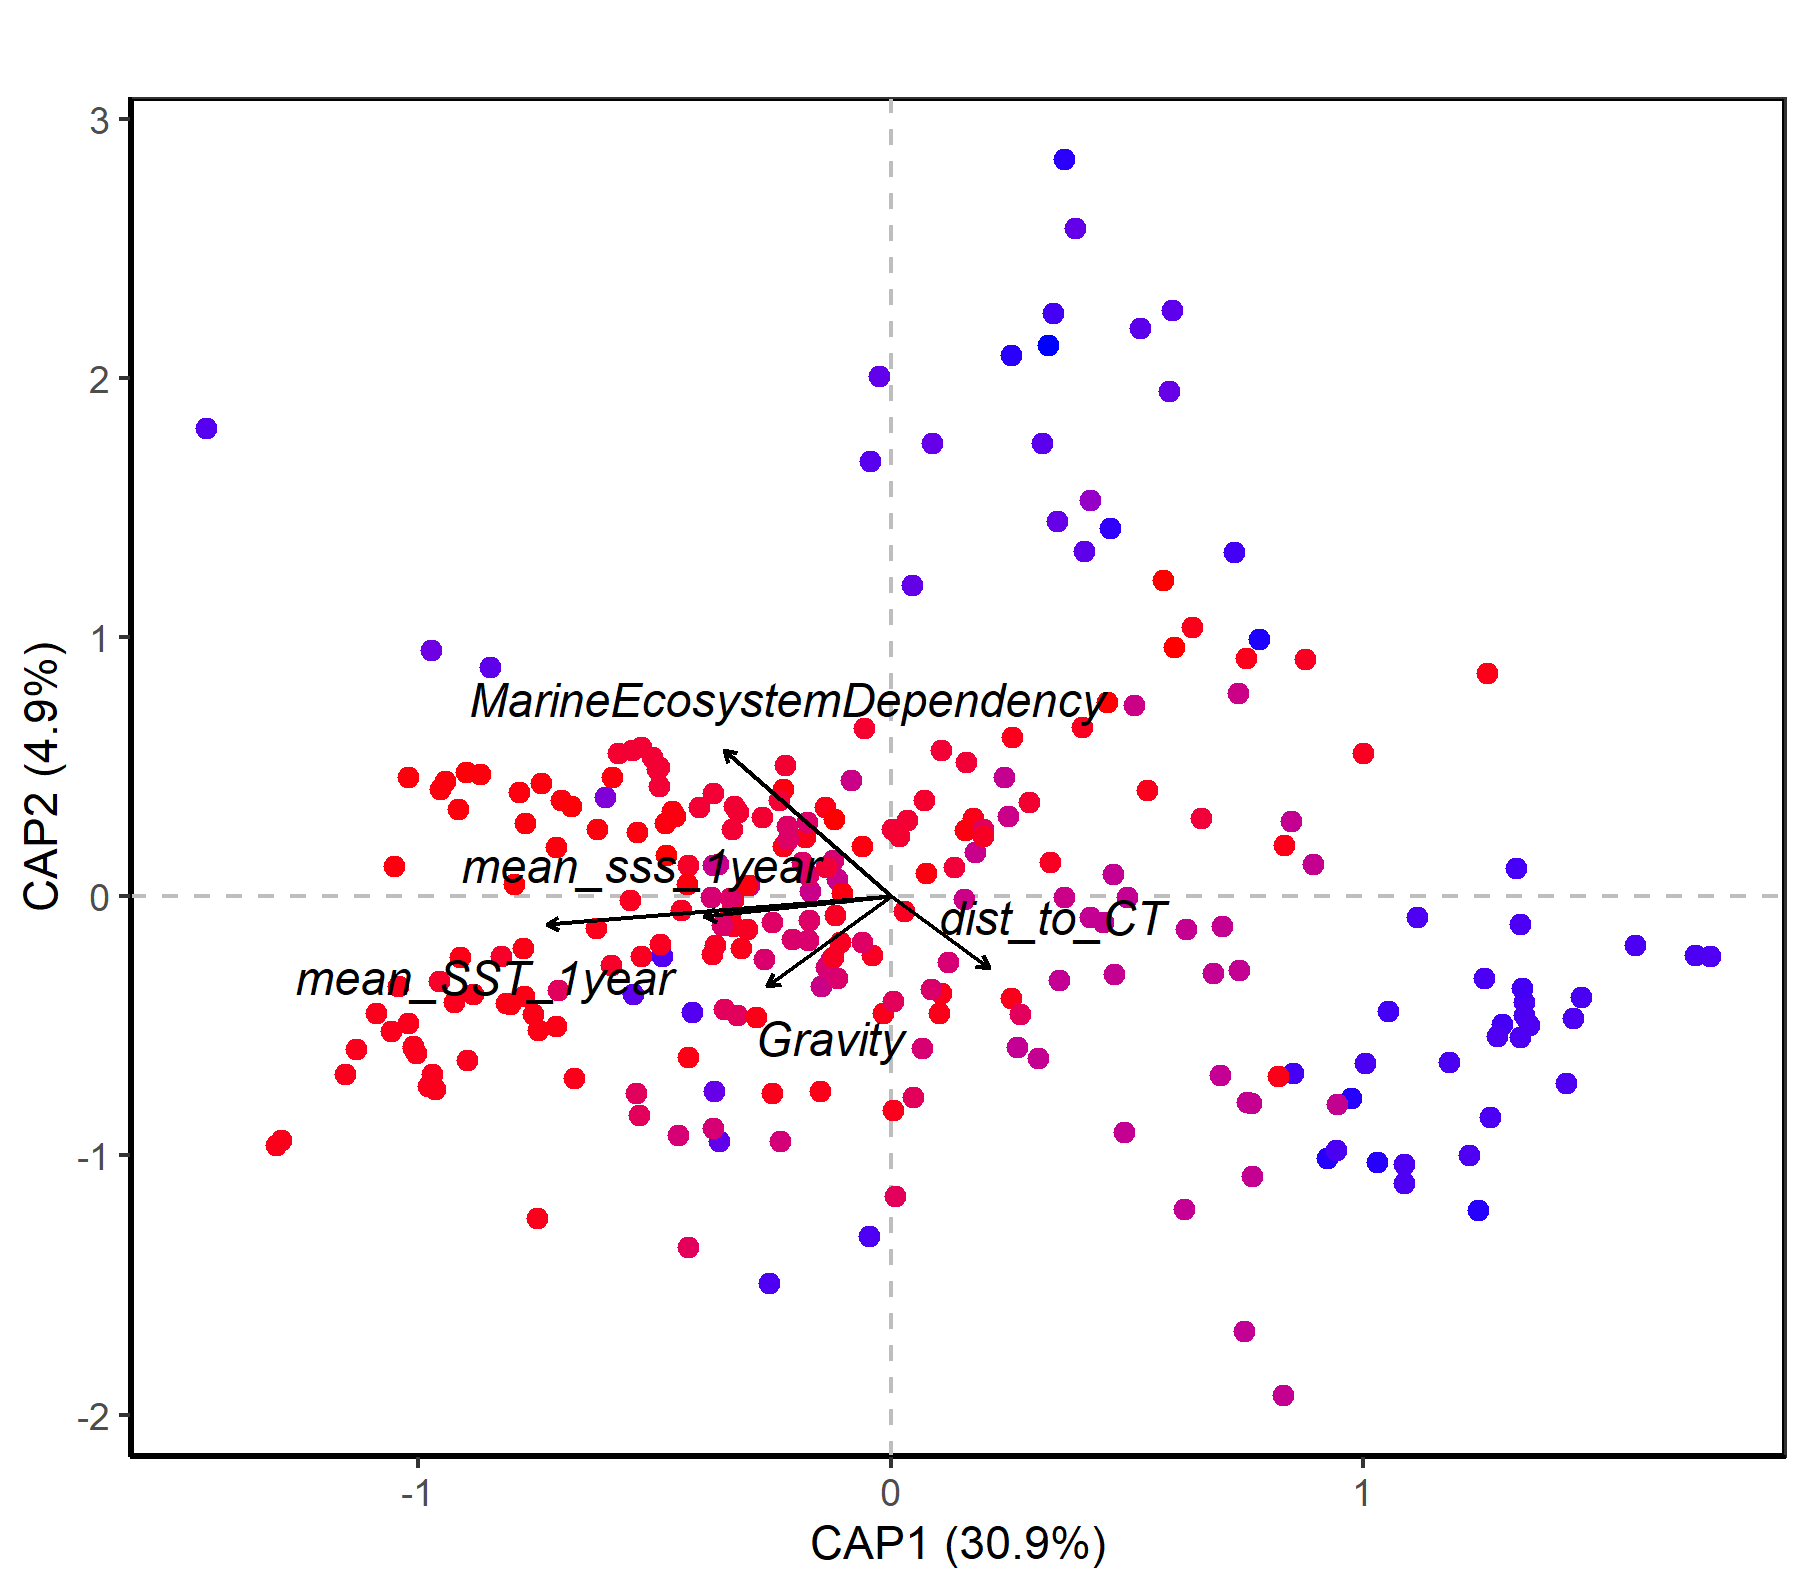 3
2
1
0
-1
-2
CAP2 (4.9%)
MarineEcosystemDependency
mean_sss_1year
dist_to_CT
mean_SST_1year
Gravity
-1
0
1
CAP1 (30.9%)